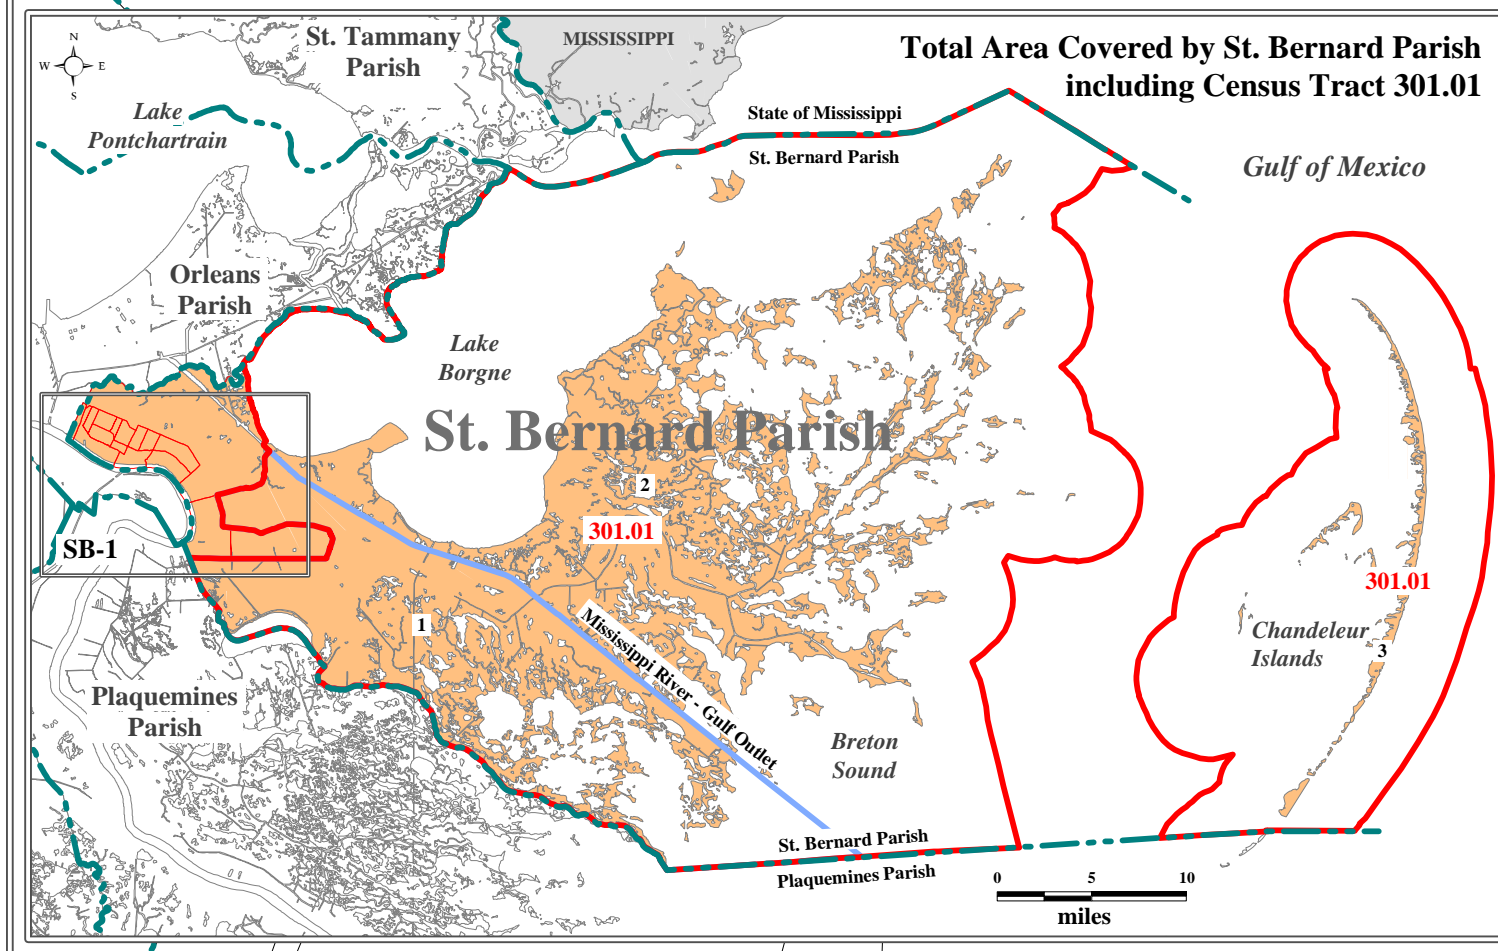 Total Area Covered by St. Bernard Parish
including Census Tract 301.01
N
W
E
S
St. Tammany
Parish
MISSISSIPPI
Lake
Pontchartrain
State of Mississippi
St. Bernard Parish
Gulf of Mexico
Orleans
Parish
Lake
Borgne
St. Bernard Parish
2
301.01
SB-1
301.01
1
Mississippi River - Gulf Outlet
Chandeleur
Islands
3
Plaquemines
Parish
Breton
Sound
St. Bernard Parish
Plaquemines Parish
0
5
10
miles